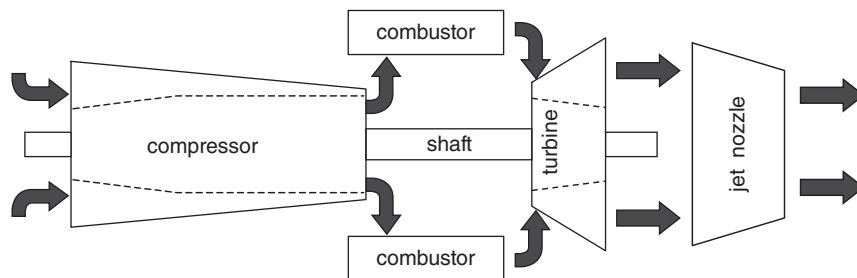 combustor
compressor
shaft
turbine
jet nozzle
combustor